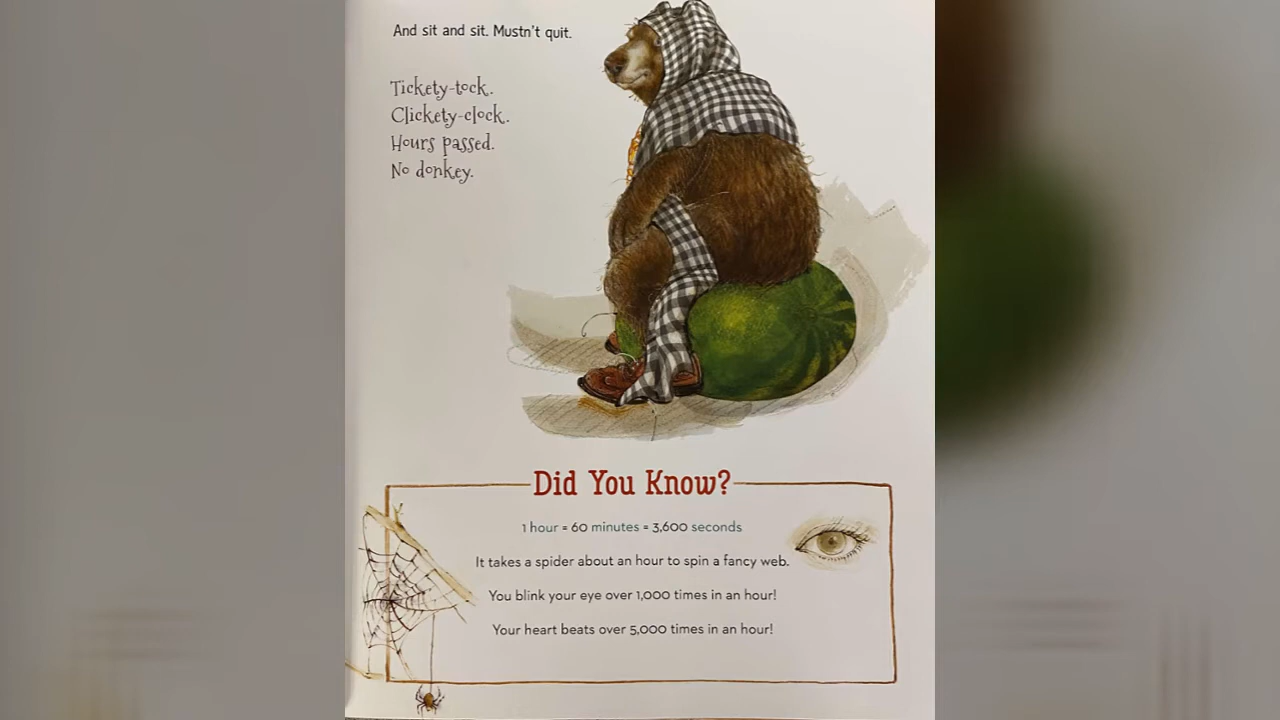 And sit and sit. Mustn't quit.
Tickety-tock.
Clickety-clock.
Hours passed.
No donkey.
Did You Know?
1 hour = 60 minutes = 3,600 seconds
It takes a spider about an hour to spin a fancy web.
You blink your eye over 1,000 times in an hour!
Your heart beats over 5,000 times in an hour!